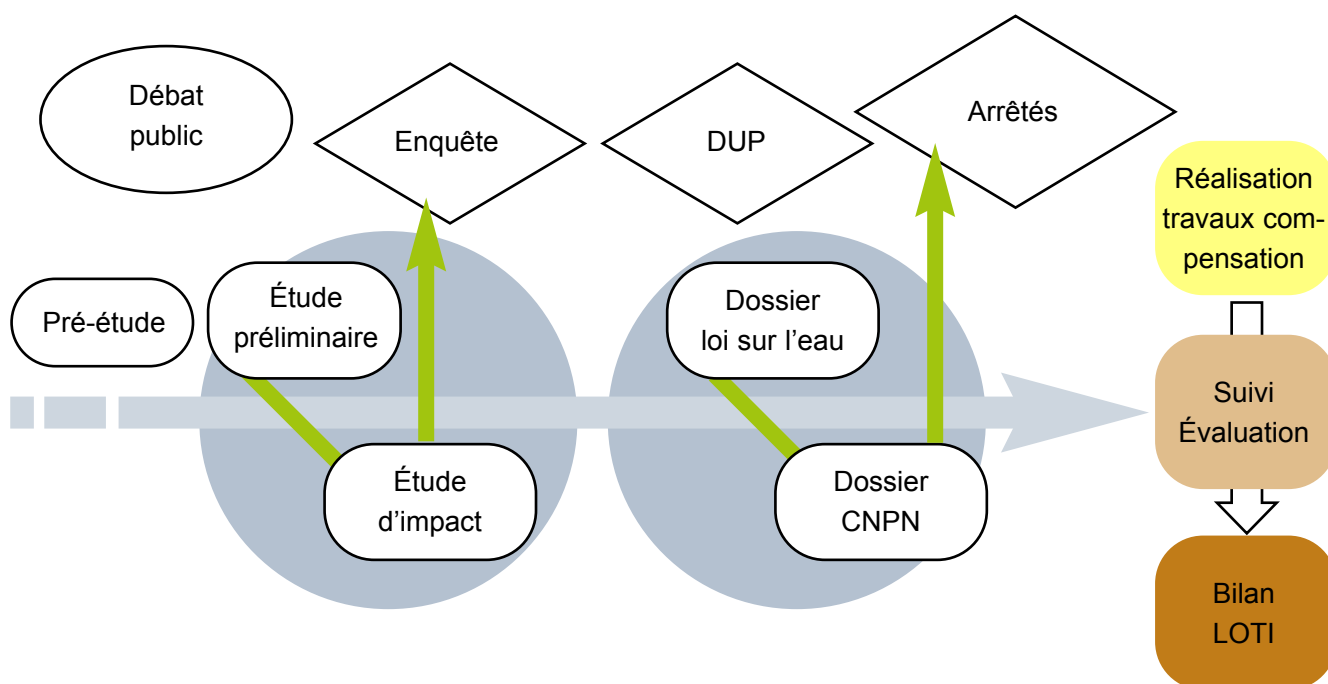 Débat
public
Enquête
DUP
Arrêtés
Réalisation
travaux com-
pensation
Pré-étude
Étude
préliminaire
Dossier
loi sur l’eau
Suivi
Évaluation
Étude
d’impact
Dossier
CNPN
Bilan
LOTI